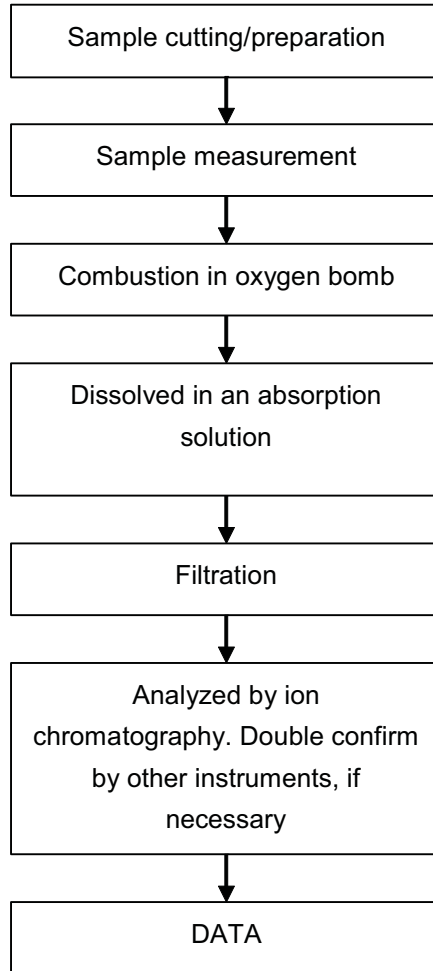 Sample cutting/preparation
Sample measurement
Combustion in oxygen bomb
Dissolved in an absorption
solution
Filtration
Analyzed by ion
chromatography. Double confirm
by other instruments, if
necessary
DATA